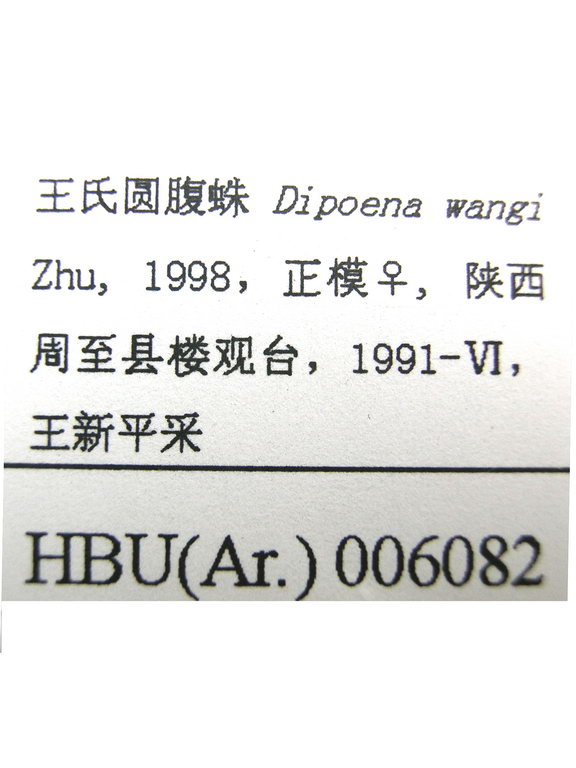 王氏圆腹蛛 Dipoena wangi
Zhu, 1998, 正模♀, 陕西
周至县楼观台, 1991-Ⅵ,
王新平采
HBU(Ar.) 006082